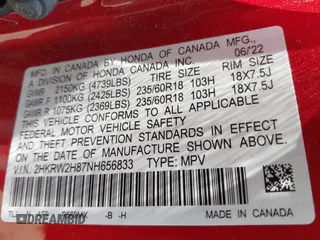 MFD. IN CANADA BY HONDA OF CANADA MFG.,
A DIVISION OF HONDA CANADA INC. 06/22
GVWR 2150KG (4739LBS) TIRE SIZE RIM SIZE
GAWR F 1100KG (2425LBS) 235/60R18 103H 18X7.5J
GAWR R 1075KG (2369LBS) 235/60R18 103H 18X7.5J
THIS VEHICLE CONFORMS TO ALL APPLICABLE
FEDERAL MOTOR VEHICLE SAFETY, BUMPER,
AND THEFT PREVENTION STANDARDS IN EFFECT
ON THE DATE OF MANUFACTURE SHOWN ABOVE.
V.I.N.: 2HKRW2H87NH656833 TYPE: MPV
-B -H
MADE IN CANADA
DREAMBID